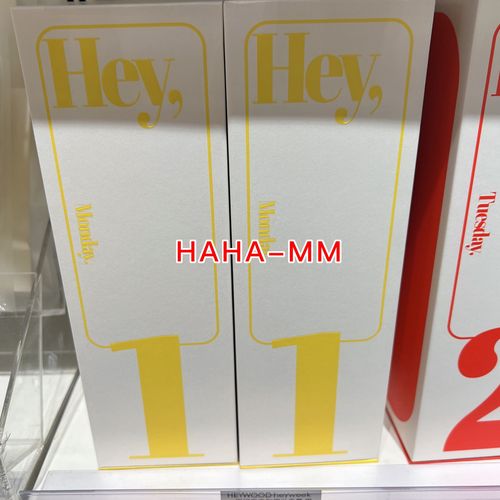 Hey,
Monday.
1
Hey,
Monday.
1
Tuesday.
2
HAHA-MM
HEYWOOD heyweek